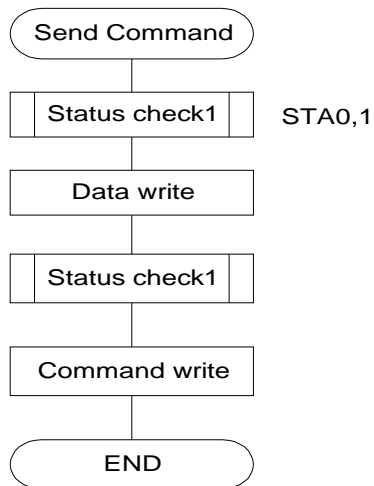 Send Command
Status check1 STA0,1
Data write
Status check1
Command write
END